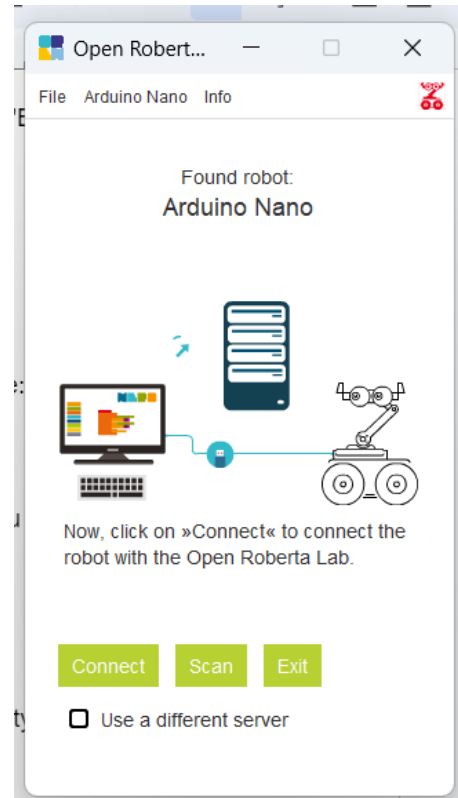 Open Robert...
File Arduino Nano Info
Found robot:
Arduino Nano
Now, click on »Connect« to connect the
robot with the Open Roberta Lab.
Connect Scan Exit
Use a different server